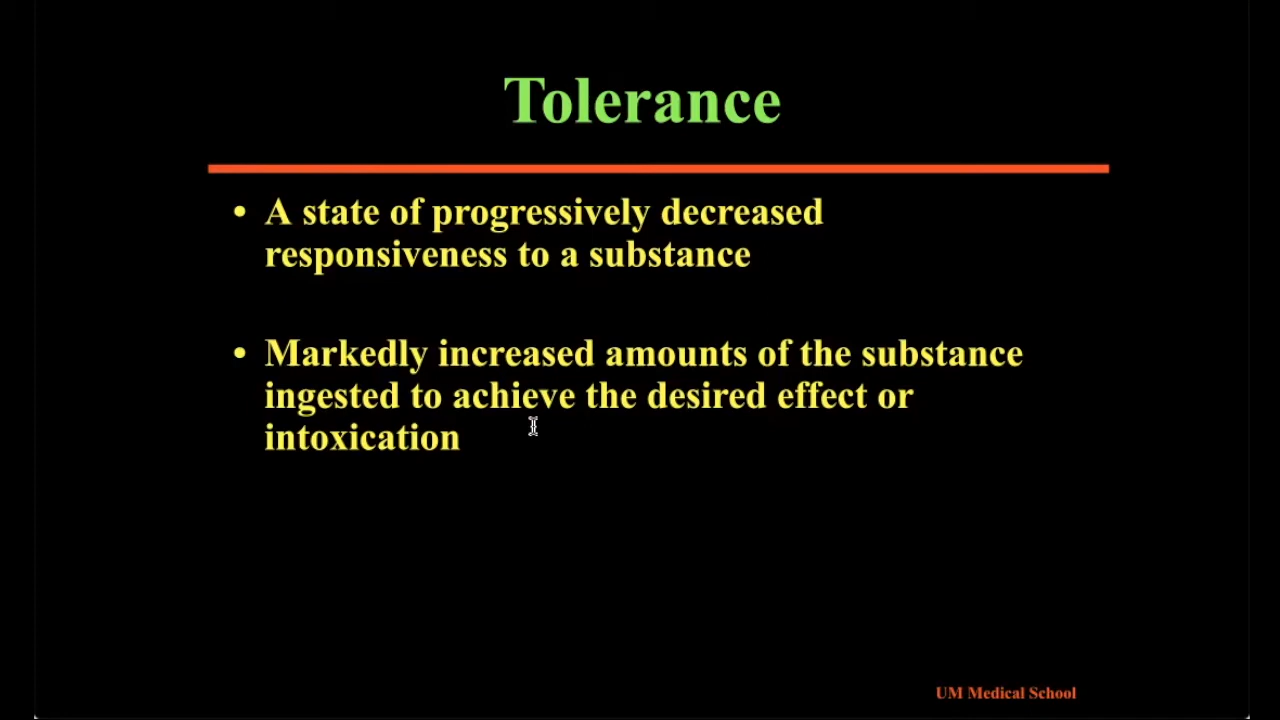 Tolerance
• A state of progressively decreased
responsiveness to a substance
• Markedly increased amounts of the substance
ingested to achieve the desired effect or
intoxication
UM Medical School